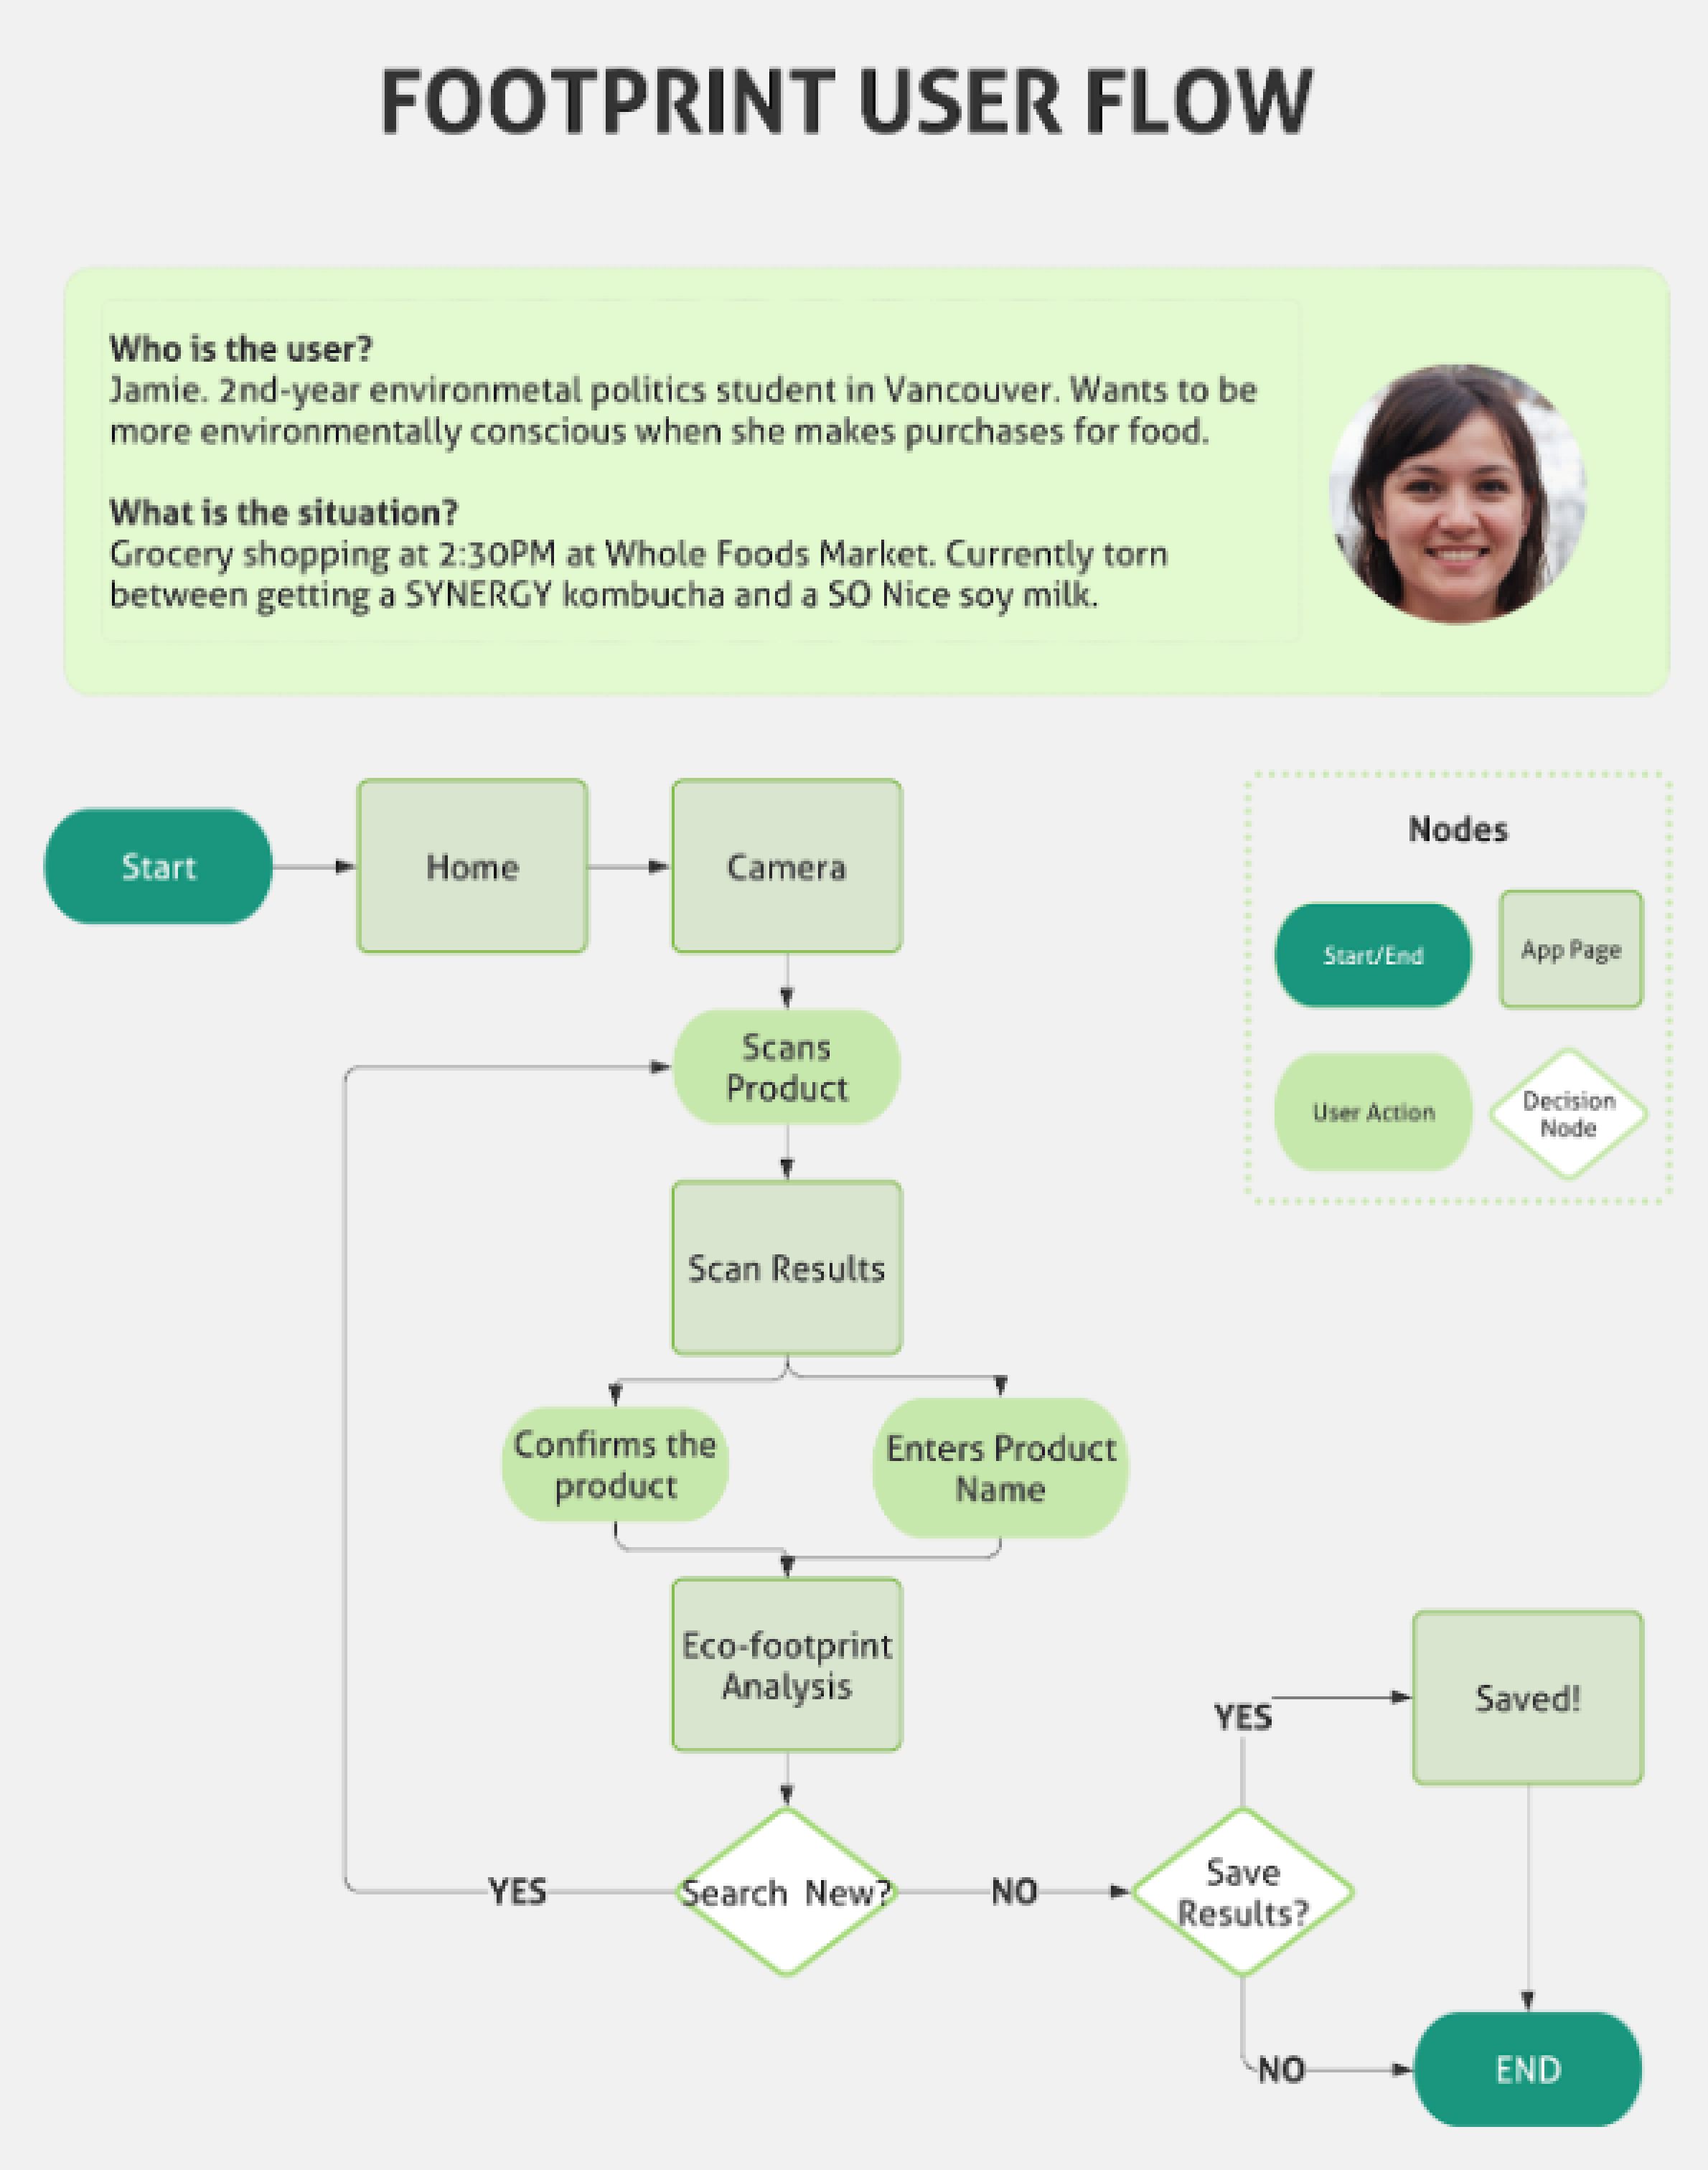 FOOTPRINT USER FLOW
Who is the user?
Jamie. 2nd-year environmetal politics student in Vancouver. Wants to be
more environmentally conscious when she makes purchases for food.
What is the situation?
Grocery shopping at 2:30PM at Whole Foods Market. Currently torn
between getting a SYNERGY kombucha and a SO Nice soy milk.
Start
Home
Camera
Nodes
Start/End
App Page
User Action
Decision
Node
Scans
Product
Scan Results
Confirms the
product
Enters Product
Name
Eco-footprint
Analysis
YES
Saved!
YES
Search New?
NO
Save
Results?
NO
END